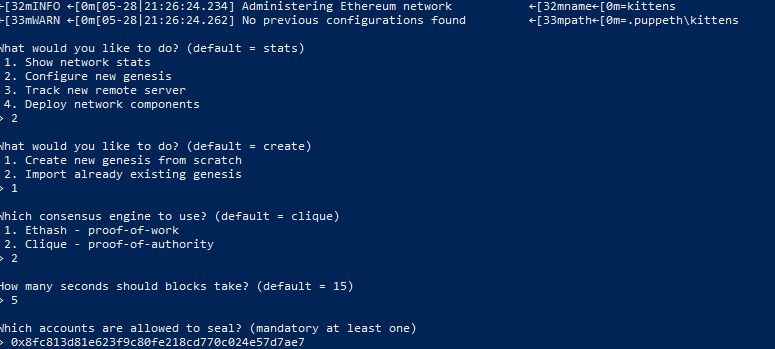 ←[32mINFO ←[0m[05-28|21:26:24.234] Administering Ethereum network ←[32mname←[0m=kittens
←[33mWARN ←[0m[05-28|21:26:24.262] No previous configurations found ←[33mpath←[0m=.puppeth\kittens
What would you like to do? (default = stats)
1. Show network stats
2. Configure new genesis
3. Track new remote server
4. Deploy network components
> 2
What would you like to do? (default = create)
1. Create new genesis from scratch
2. Import already existing genesis
> 1
Which consensus engine to use? (default = clique)
1. Ethash - proof-of-work
2. Clique - proof-of-authority
> 2
How many seconds should blocks take? (default = 15)
> 5
Which accounts are allowed to seal? (mandatory at least one)
> 0x8fc813d81e623f9c80fe218cd770c024e57d7ae7